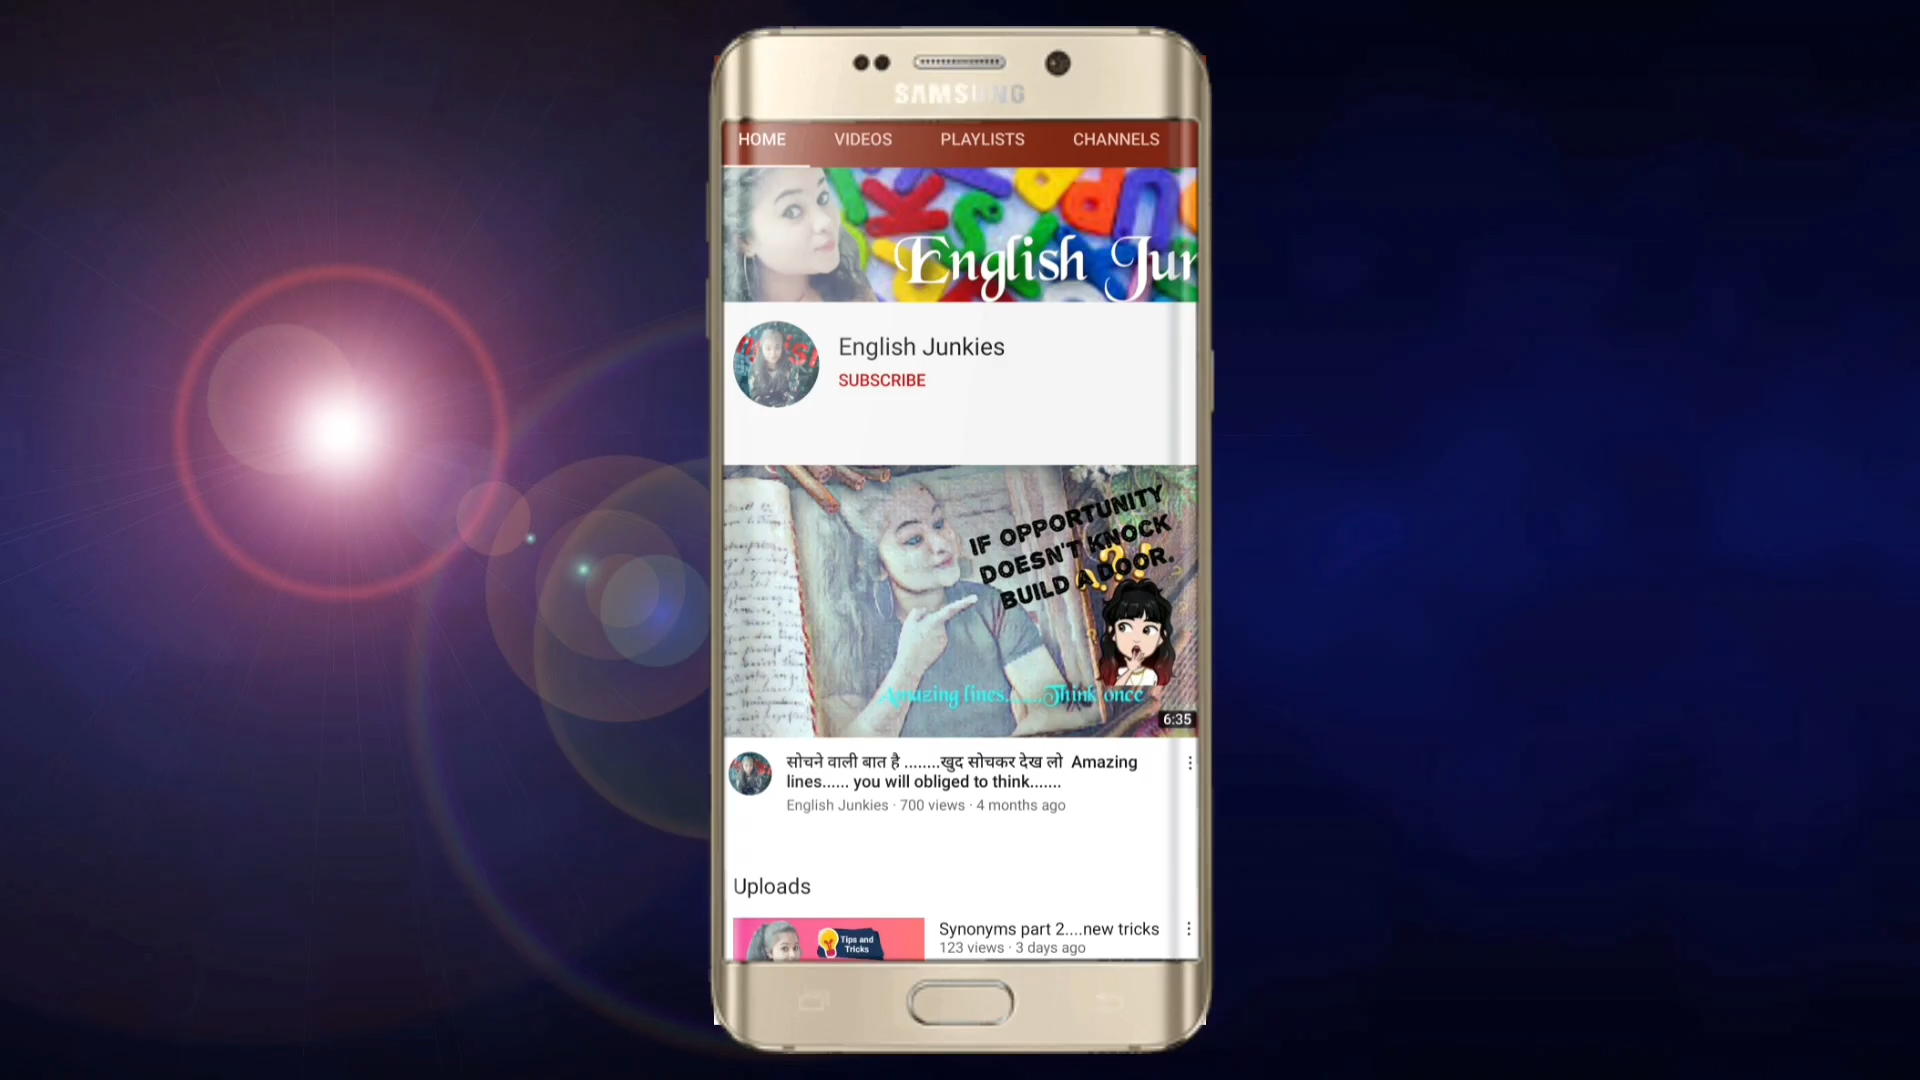 SAMSUNG
HOME VIDEOS PLAYLISTS CHANNELS
English Jun
English Junkies
SUBSCRIBE
IF OPPORTUNITY
DOESN'T KNOCK
BUILD A DOOR.
Amazing lines.......Think once
6:35
सोचने वाली बात है ........खुद सोचकर देख लो Amazing
lines...... you will obliged to think.......
English Junkies · 700 views · 4 months ago
Uploads
Tips and
Tricks
Synonyms part 2....new tricks
123 views · 3 days ago